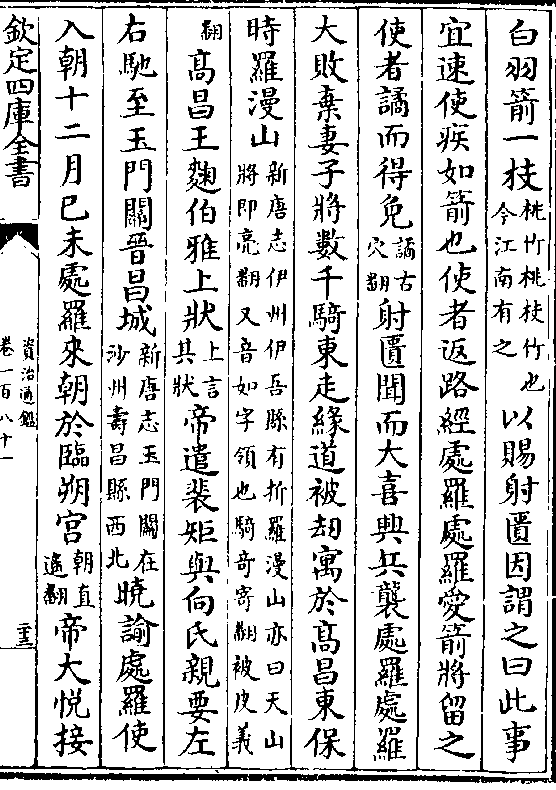 白羽箭一枝桃竹桃枝竹也今江南有之以賜射匱因謂之曰此事
宜速使疾如箭也使者返路經處羅處羅愛箭將留之
使者譎而得免譎古穴翻射匱聞而大喜興兵襲處羅處羅
大敗棄妻子將數千騎東走緣道被劫寓於高昌東保
時羅漫山新唐志伊州伊吾縣有折羅漫山亦曰天山將即亮翻又音如字領也騎奇寄翻被皮義
翻高昌王麴伯雅上狀上言其狀帝遣裴矩與向氏親要左
右馳至玉門關晉昌城新唐志玉門關在沙州壽昌縣西北曉諭處羅使
入朝十二月己未處羅來朝於臨朔宮朝直遙翻帝大悅接
欽定四庫全書
資治通鑑
卷一百八十一
二十三